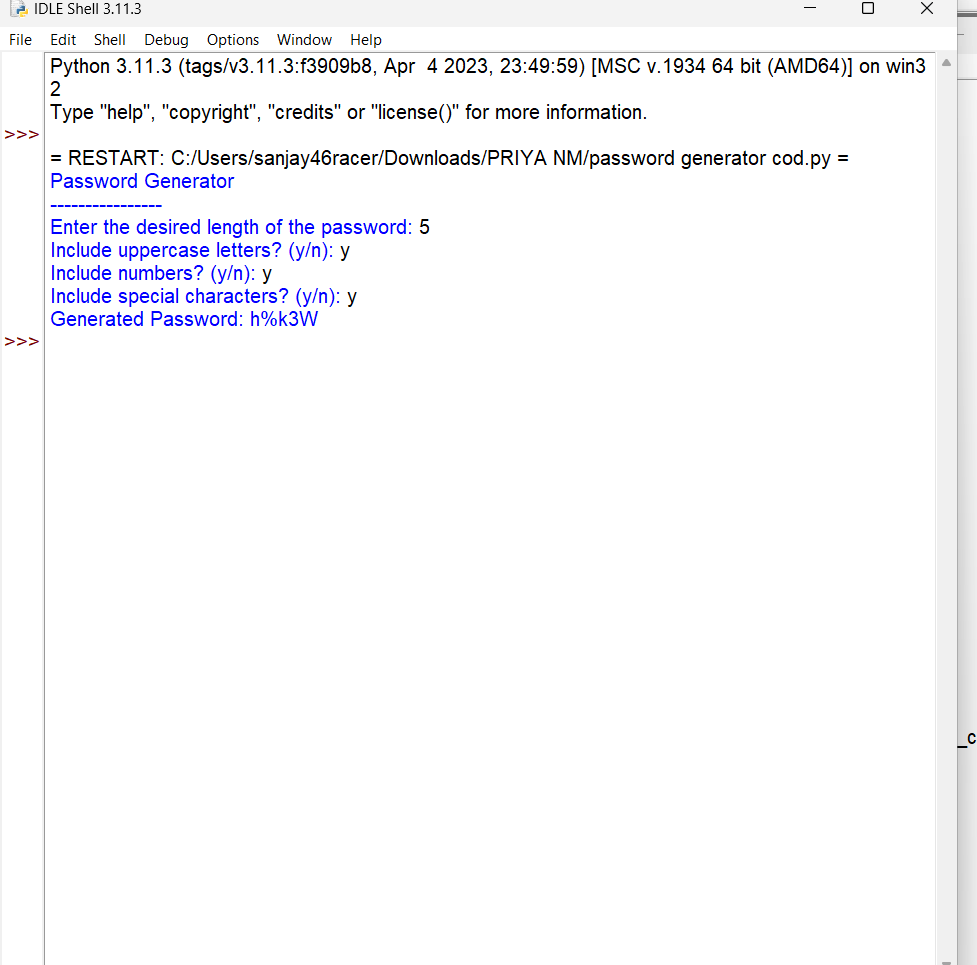 IDLE Shell 3.11.3
File Edit Shell Debug Options Window Help
Python 3.11.3 (tags/v3.11.3:f3909b8, Apr  4 2023, 23:49:59) [MSC v.1934 64 bit (AMD64)] on win3
2
Type "help", "copyright", "credits" or "license()" for more information.
>>>
= RESTART: C:/Users/sanjay46racer/Downloads/PRIYA NM/password generator cod.py =
Password Generator
----------------
Enter the desired length of the password: 5
Include uppercase letters? (y/n): y
Include numbers? (y/n): y
Include special characters? (y/n): y
Generated Password: h%k3W
>>>
_c